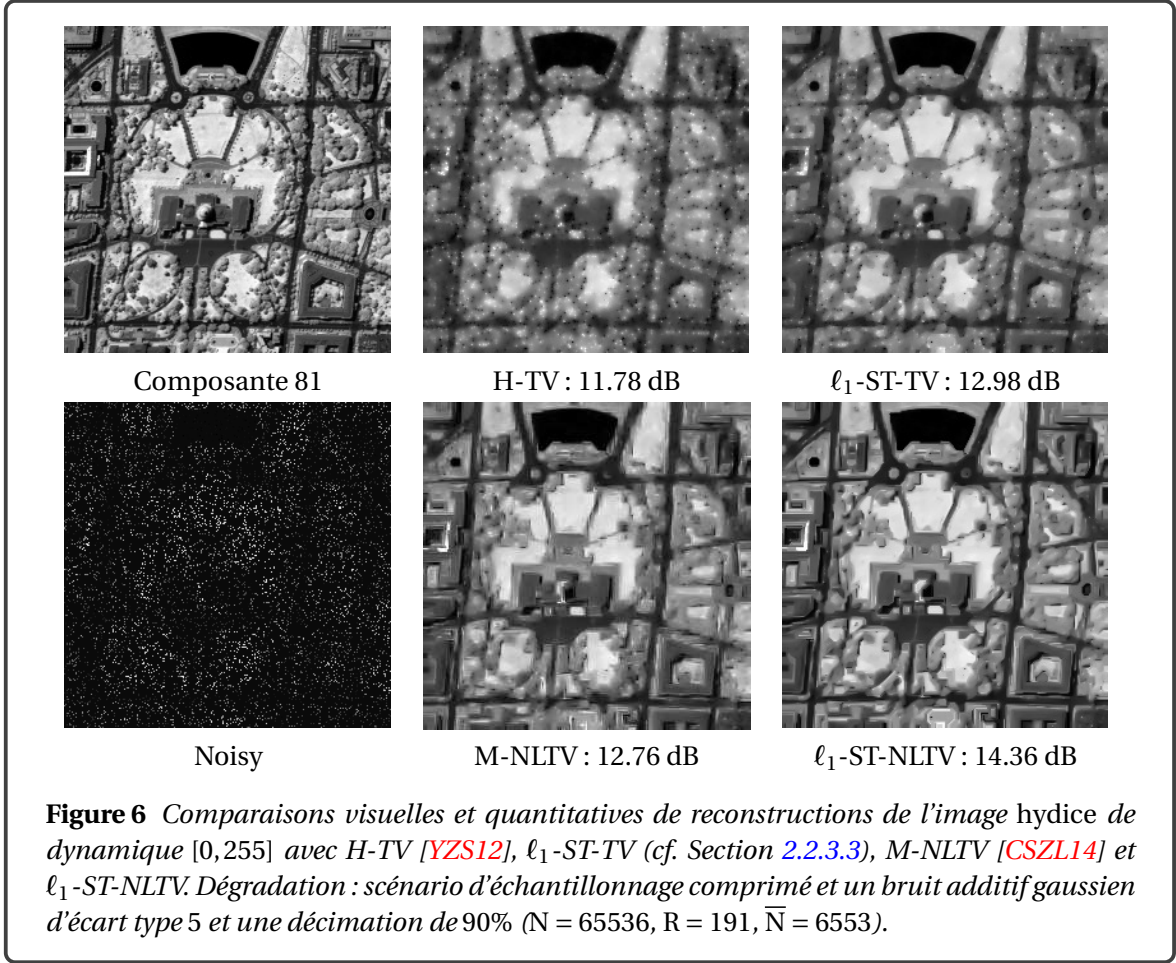 Composante 81
H-TV : 11.78 dB
ℓ₁-ST-TV : 12.98 dB
Noisy
M-NLTV : 12.76 dB
ℓ₁-ST-NLTV : 14.36 dB
Figure 6 Comparaisons visuelles et quantitatives de reconstructions de l'image hydice de
dynamique [0,255] avec H-TV [YZS12], ℓ₁-ST-TV (cf. Section 2.2.3.3), M-NLTV [CSZL14] et
ℓ₁-ST-NLTV. Dégradation : scénario d'échantillonnage comprimé et un bruit additif gaussien
d'écart type 5 et une décimation de 90% (N = 65536, R = 191, N̅ = 6553).